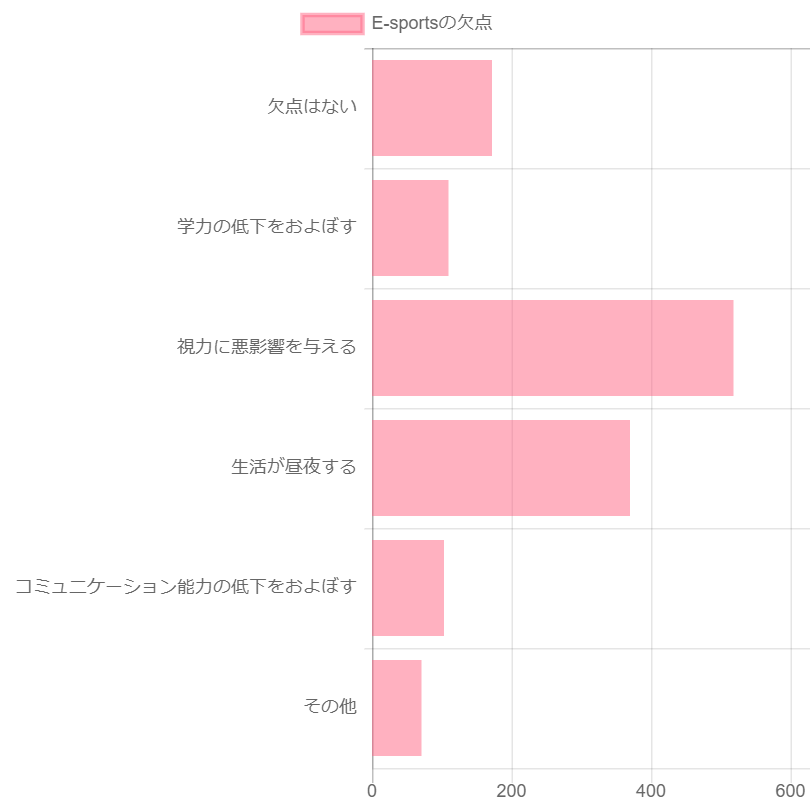 E-sportsの欠点
欠点はない
学力の低下をおよぼす
視力に悪影響を与える
生活が昼夜する
コミュニケーション能力の低下をおよぼす
その他
0 200 400 600